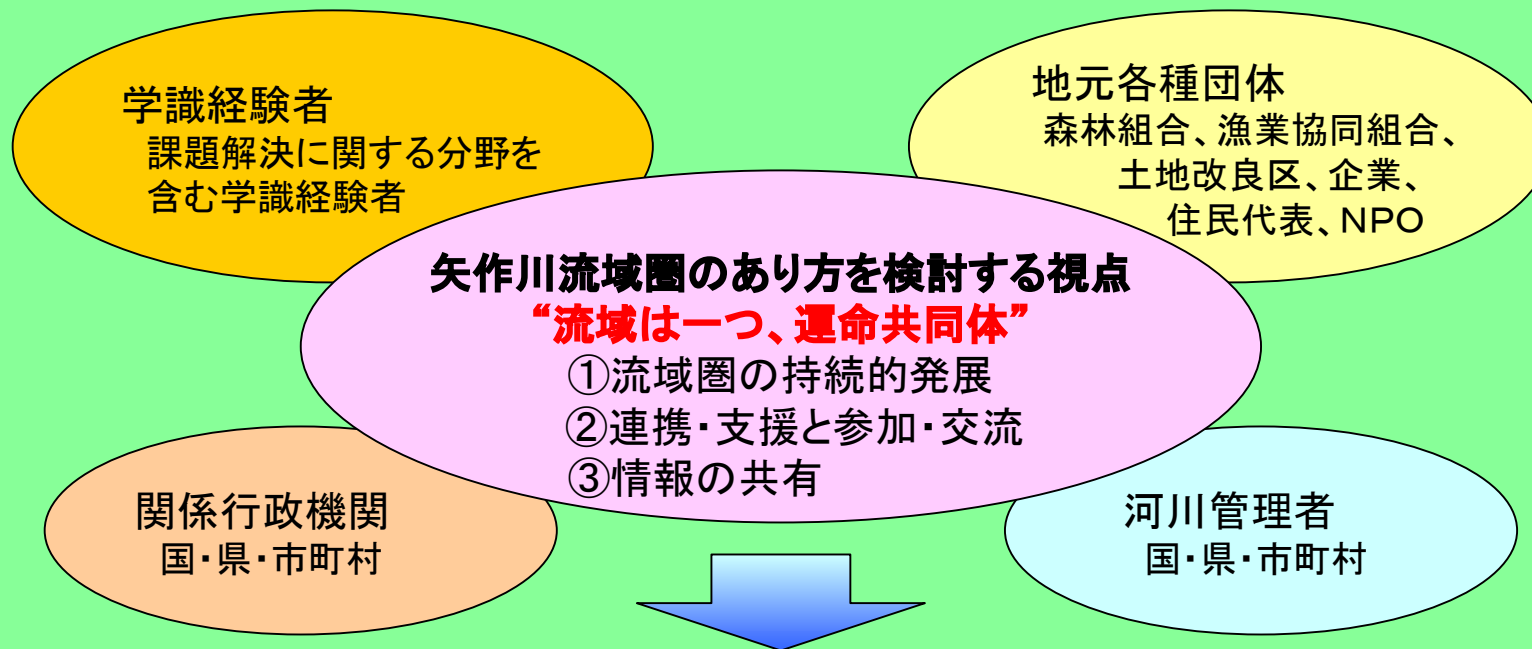 学識経験者
課題解決に関する分野を
含む学識経験者
地元各種団体
森林組合、漁業協同組合、
土地改良区、企業、
住民代表、NPO
矢作川流域圏のあり方を検討する視点
“流域は一つ、運命共同体”
①流域圏の持続的発展
②連携・支援と参加・交流
③情報の共有
関係行政機関
国・県・市町村
河川管理者
国・県・市町村